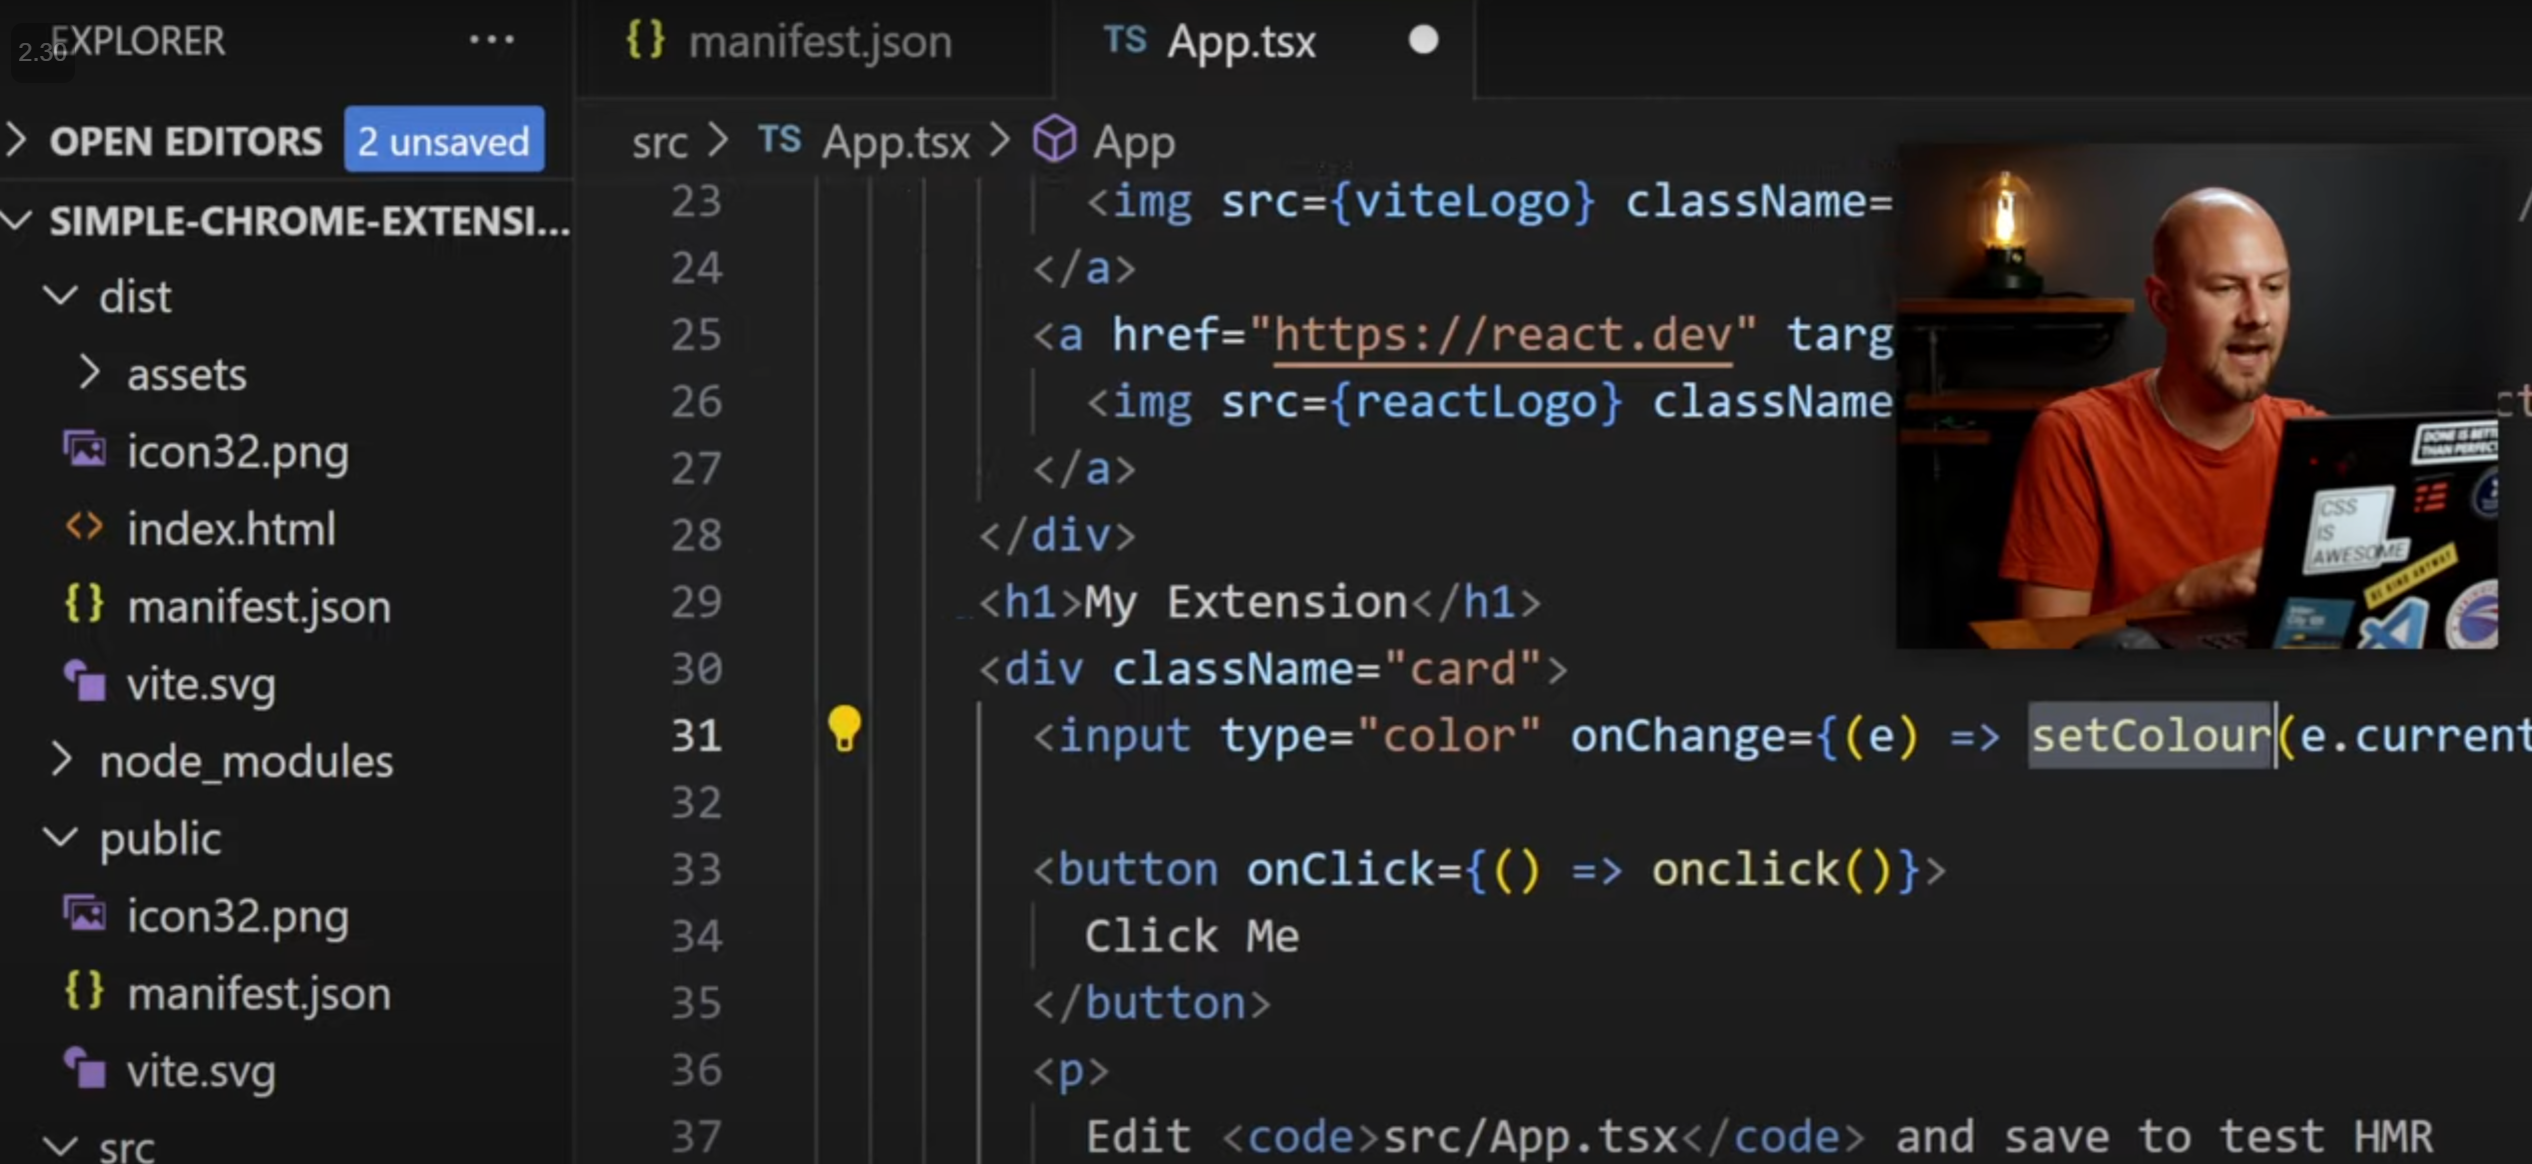 EXPLORER
2.30
OPEN EDITORS 2 unsaved
SIMPLE-CHROME-EXTENSI...
dist
assets
icon32.png
index.html
manifest.json
vite.svg
node_modules
public
icon32.png
manifest.json
vite.svg
src
{} manifest.json TS App.tsx
src > TS App.tsx > App
23 <img src={viteLogo} className=
24 </a>
25 <a href="https://react.dev" targ
26 <img src={reactLogo} className
27 </a>
28 </div>
29 <h1>My Extension</h1>
30 <div className="card">
31 <input type="color" onChange={(e) => setColour(e.current
32
33 <button onClick={() => onclick()}>
34 Click Me
35 </button>
36 <p>
37 Edit <code>src/App.tsx</code> and save to test HMR
DONE IS BETT
THAN PERFEC
CSS
IS
AWESOME
BE KIND ANYWAY